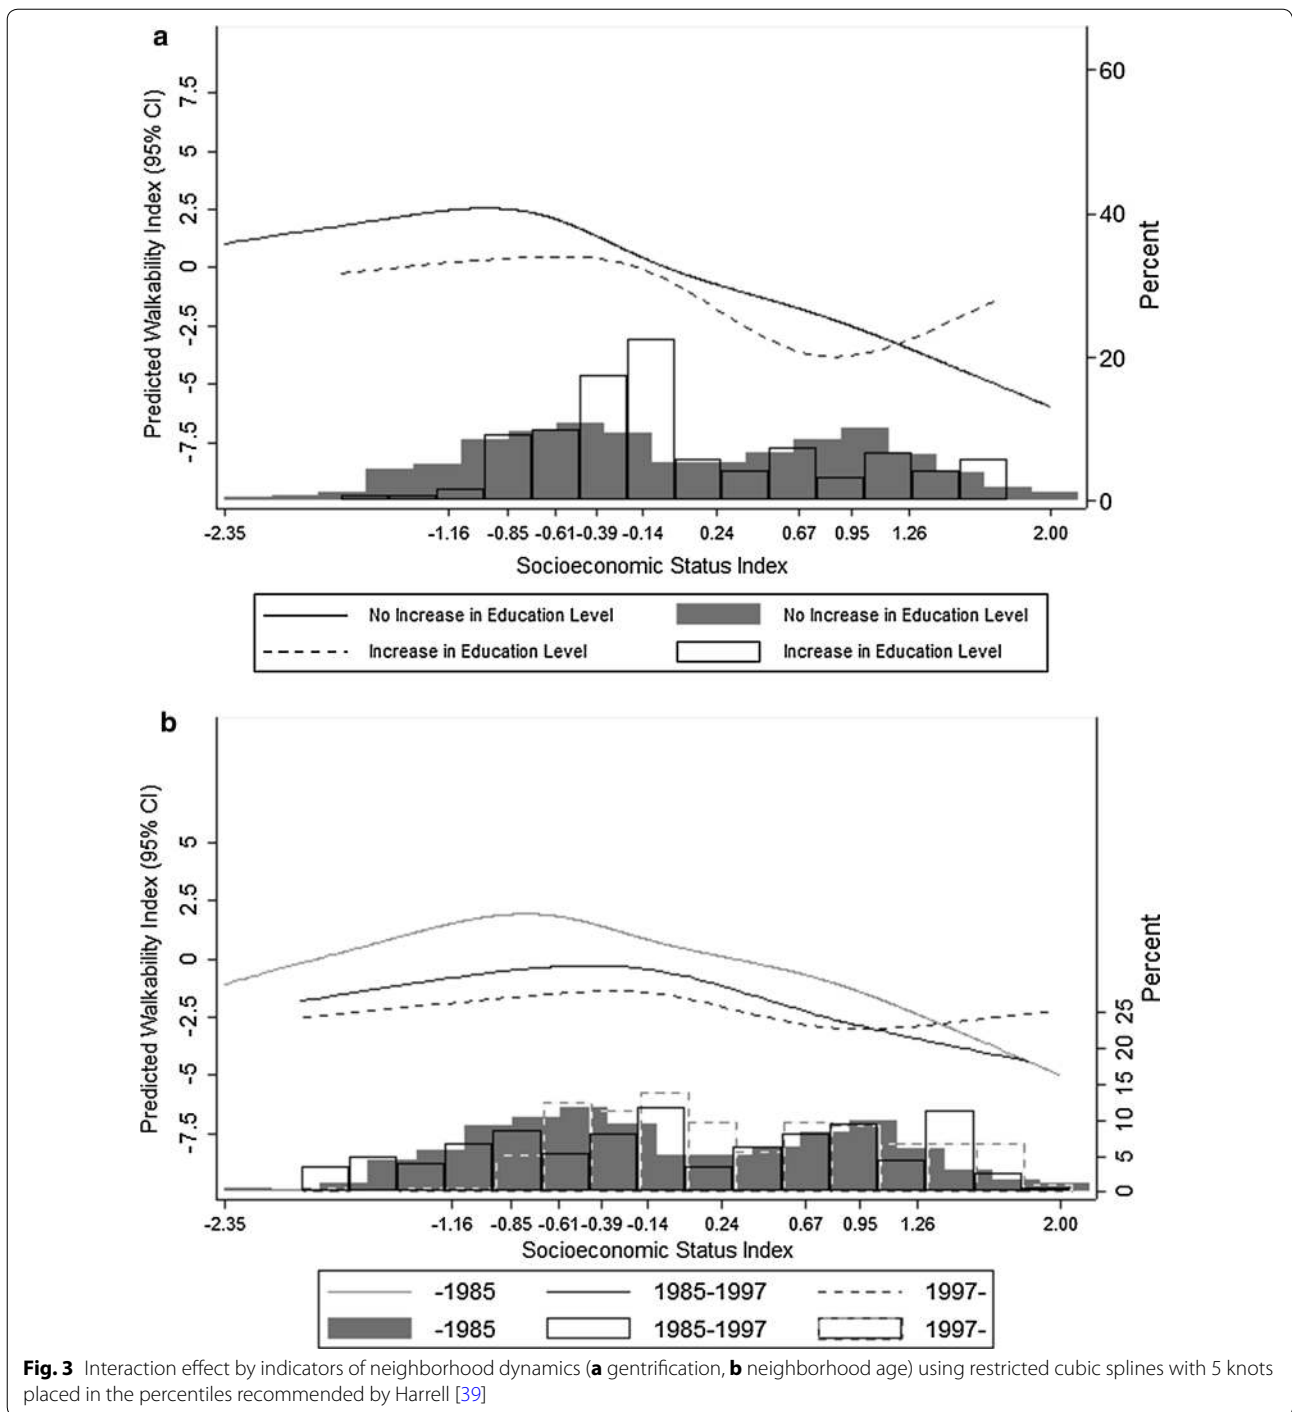 a
Predicted Walkability Index (95% CI)
7.5
5
2.5
0
-2.5
-5
-7.5
60
40
20
0
Percent
-2.35 -1.16 -0.85 -0.61 -0.39 -0.14 0.24 0.67 0.95 1.26 2.00
Socioeconomic Status Index
No Increase in Education Level No Increase in Education Level
Increase in Education Level Increase in Education Level
b
Predicted Walkability Index (95% CI)
5
2.5
0
-2.5
-5
-7.5
Percent
25
20
15
10
5
0
-2.35 -1.16 -0.85 -0.61 -0.39 -0.14 0.24 0.67 0.95 1.26 2.00
Socioeconomic Status Index
-1985 1985-1997 1997-
-1985 1985-1997 1997-
Fig. 3 Interaction effect by indicators of neighborhood dynamics (a gentrification, b neighborhood age) using restricted cubic splines with 5 knots
placed in the percentiles recommended by Harrell [39]